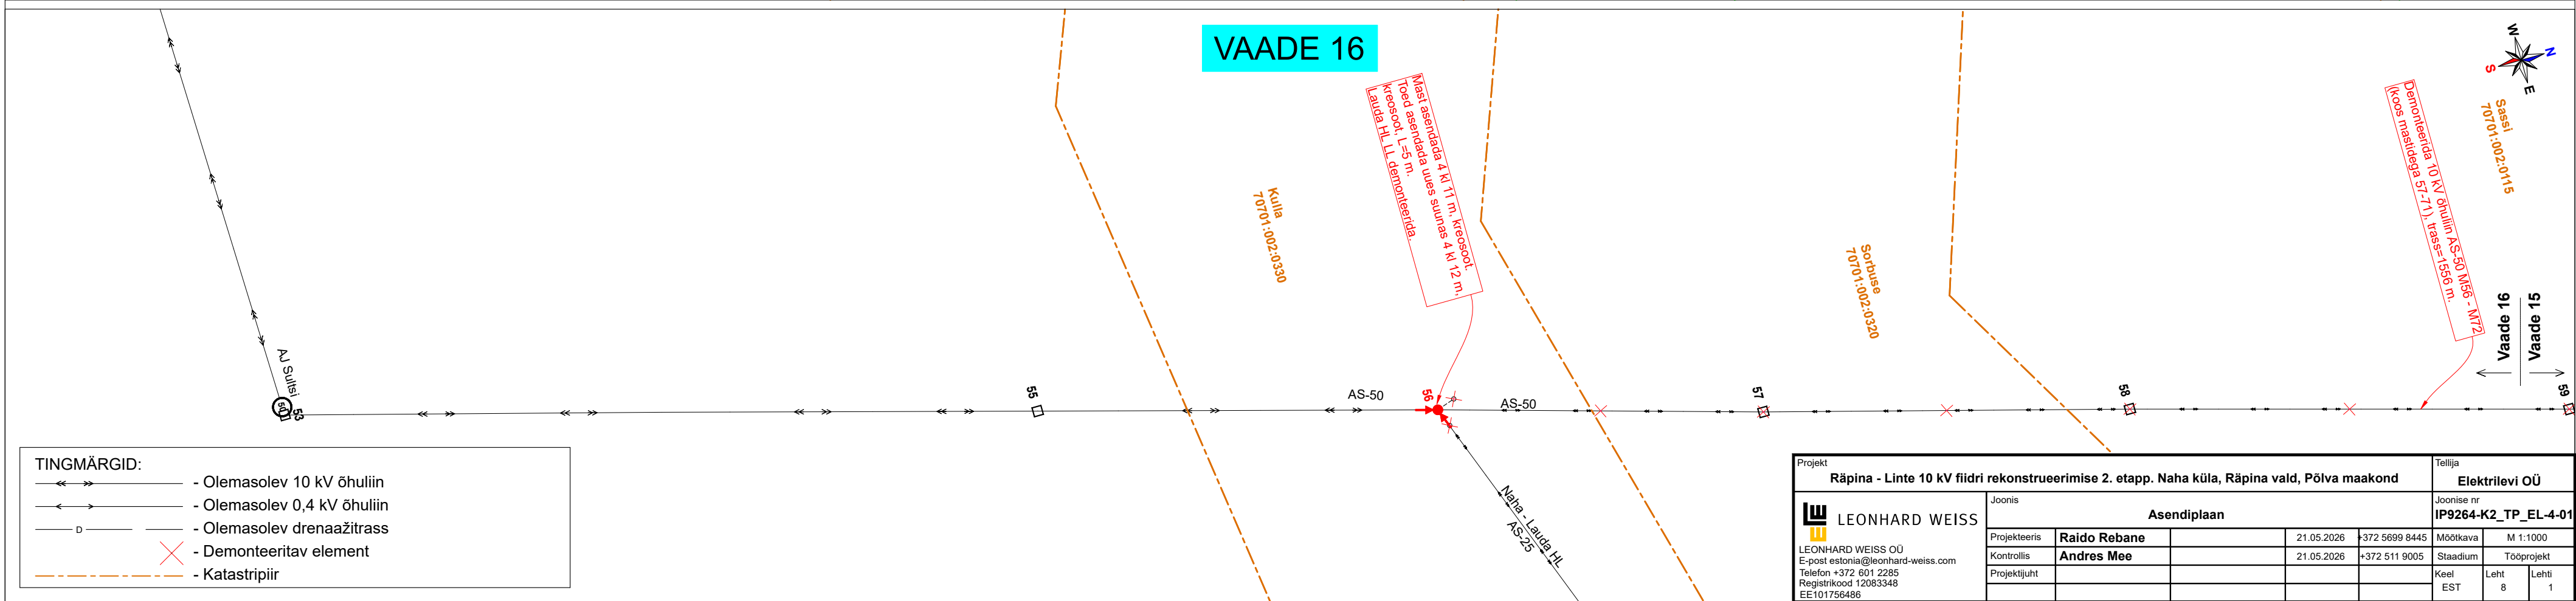 VAADE 16
W
N
S
E
Sassi
70701:002:0115
Demonteerida 10 kV õhuliin AS-50 M56 - M72
(koos mastidega 57-71), trass=1556 m.
Mast asendada 4 kl 11 m, kreosoot.
Toed asendada uues suunas 4 kl 12 m,
kreosoot, L=5 m.
Lauda HL LL demonteerida.
Kulla
70701:002:0330
Sorbuse
70701:002:0320
Vaade 16
Vaade 15
AJ Sultsi
53
55
56
AS-50
AS-50
57
58
59
Naha - Lauda HL
AS-25
TINGMÄRGID:
- Olemasolev 10 kV õhuliin
- Olemasolev 0,4 kV õhuliin
D
- Olemasolev drenaažitrass
- Demonteeritav element
- Katastripiir
Projekt
Räpina - Linte 10 kV fiidri rekonstrueerimise 2. etapp. Naha küla, Räpina vald, Põlva maakond
Tellija
Elektrilevi OÜ
LEONHARD WEISS
LEONHARD WEISS OÜ
E-post estonia@leonhard-weiss.com
Telefon +372 601 2285
Registrikood 12083348
EE101756486
Joonis
Asendiplaan
Joonise nr
IP9264-K2_TP_EL-4-01
Projekteeris Raido Rebane 21.05.2026 +372 5699 8445 Mõõtkava M 1:1000
Kontrollis Andres Mee 21.05.2026 +372 511 9005 Staadium Tööprojekt
Projektijuht
Keel Leht Lehti
EST 8 1